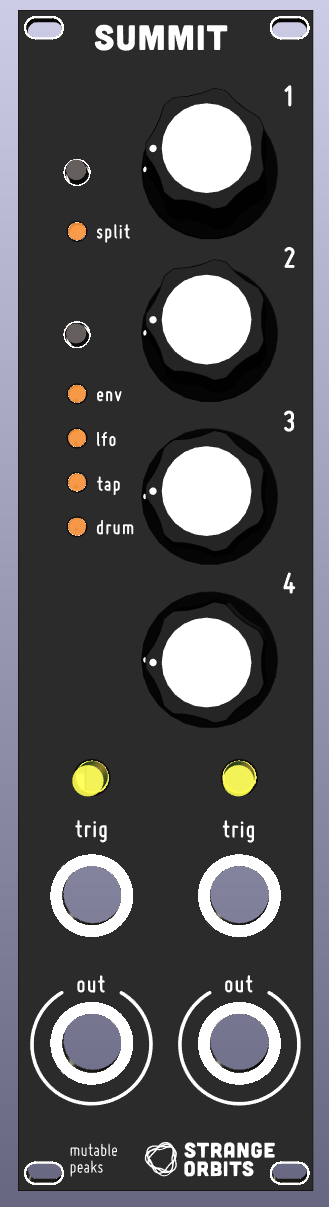 SUMMIT
1
split
2
env
lfo
3
tap
drum
4
trig trig
out out
mutable
peaks
STRANGE
ORBITS